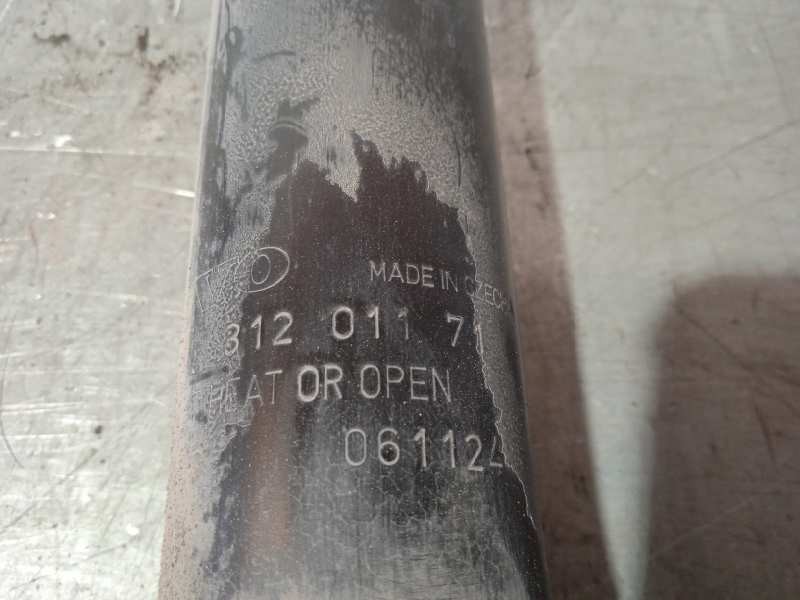 MADE IN CZECH
312 011 71
HEAT OR OPEN
061124